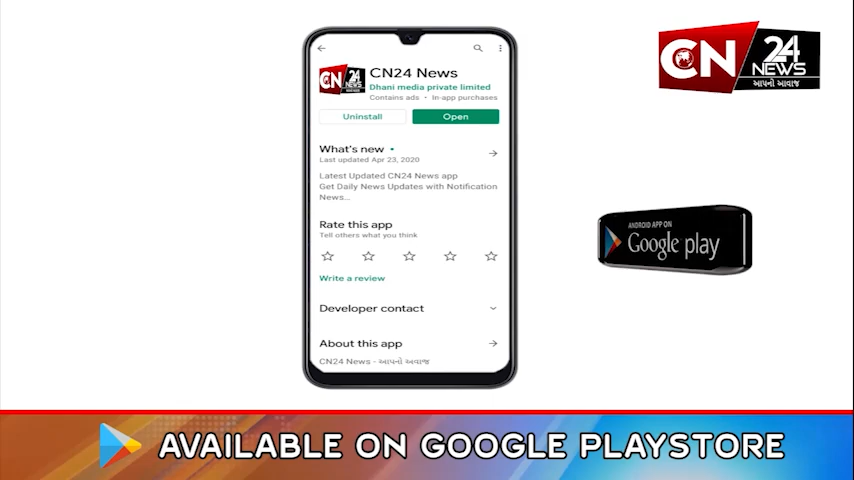 CN24 News
Dhani media private limited
Contains ads • In-app purchases
Uninstall
Open
What's new •
Last updated Apr 23, 2020
Latest Updated CN24 News app
Get Daily News Updates with Notification
News...
Rate this app
Tell others what you think
Write a review
Developer contact
About this app
CN24 News - આપનો અવાજ
CN 24 NEWS
CN 24 NEWS
આપનો અવાજ
ANDROID APP ON
Google play
AVAILABLE ON GOOGLE PLAYSTORE